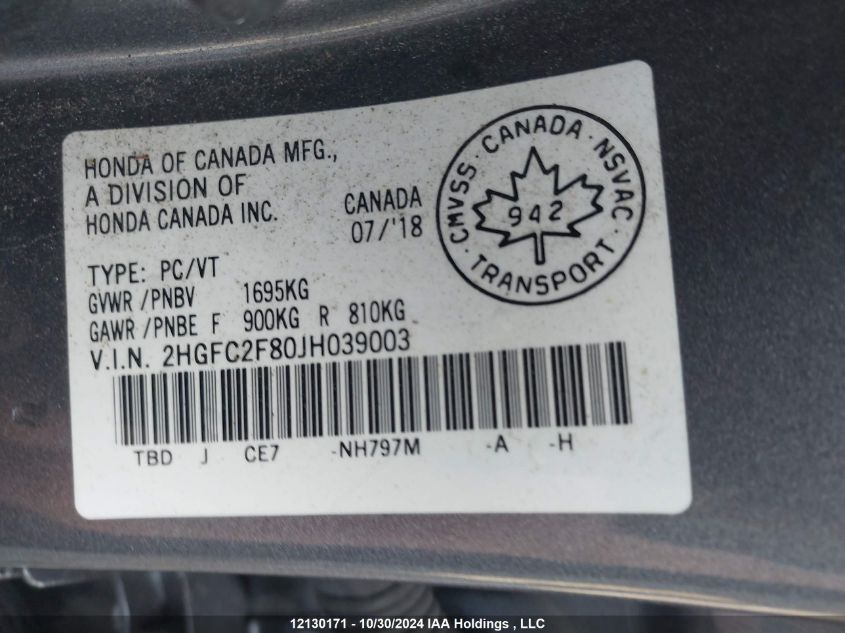 HONDA OF CANADA MFG.,
A DIVISION OF
HONDA CANADA INC.
CANADA
07/'18
CMVSS · CANADA · NSVAC · TRANSPORT ·
942
TYPE: PC/VT
GVWR /PNBV 1695KG
GAWR /PNBE F 900KG R 810KG
V.I.N. 2HGFC2F80JH039003
TBD J CE7 -NH797M -A -H
12130171 - 10/30/2024 IAA Holdings , LLC